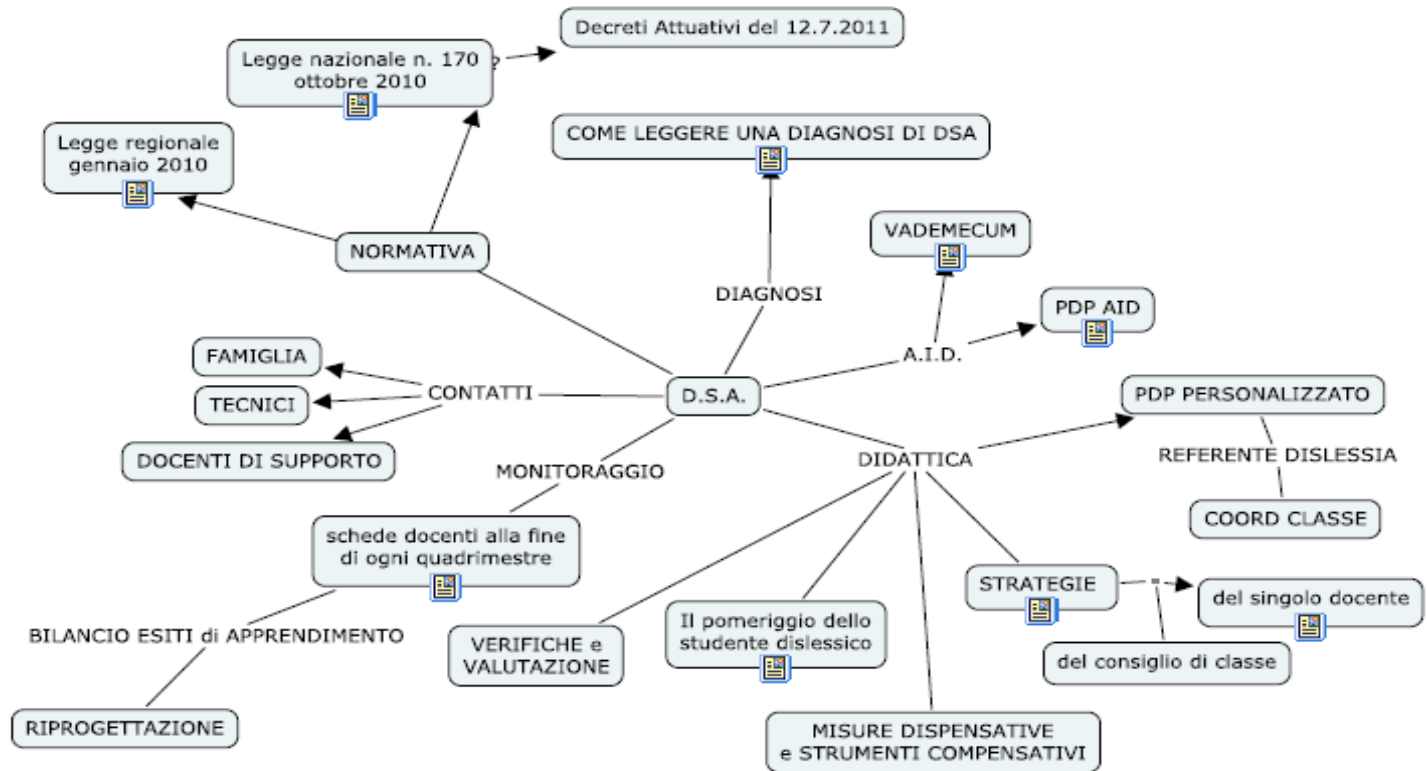 Decreti Attuativi del 12.7.2011
Legge nazionale n. 170
ottobre 2010
?
COME LEGGERE UNA DIAGNOSI DI DSA
Legge regionale
gennaio 2010
VADEMECUM
NORMATIVA
DIAGNOSI
PDP AID
FAMIGLIA
A.I.D.
CONTATTI
D.S.A.
PDP PERSONALIZZATO
TECNICI
DOCENTI DI SUPPORTO
MONITORAGGIO
DIDATTICA
REFERENTE DISLESSIA
COORD CLASSE
schede docenti alla fine
di ogni quadrimestre
STRATEGIE
=
del singolo docente
BILANCIO ESITI di APPRENDIMENTO
VERIFICHE e
VALUTAZIONE
Il pomeriggio dello
studente dislessico
del consiglio di classe
RIPROGETTAZIONE
MISURE DISPENSATIVE
e STRUMENTI COMPENSATIVI